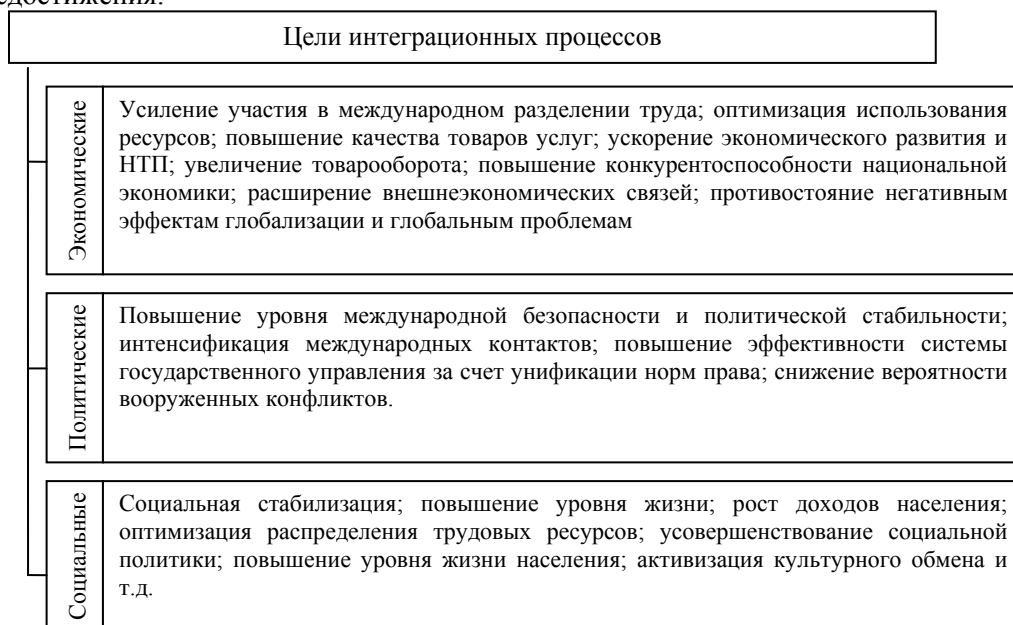 Цели интеграционных процессов
Экономические
Усиление участия в международном разделении труда; оптимизация использования
ресурсов; повышение качества товаров услуг; ускорение экономического развития и
НТП; увеличение товарооборота; повышение конкурентоспособности национальной
экономики; расширение внешнеэкономических связей; противостояние негативным
эффектам глобализации и глобальным проблемам
Политические
Повышение уровня международной безопасности и политической стабильности;
интенсификация международных контактов; повышение эффективности системы
государственного управления за счет унификации норм права; снижение вероятности
вооруженных конфликтов.
Социальные
Социальная стабилизация; повышение уровня жизни; рост доходов населения;
оптимизация распределения трудовых ресурсов; усовершенствование социальной
политики; повышение уровня жизни населения; активизация культурного обмена и
т.д.